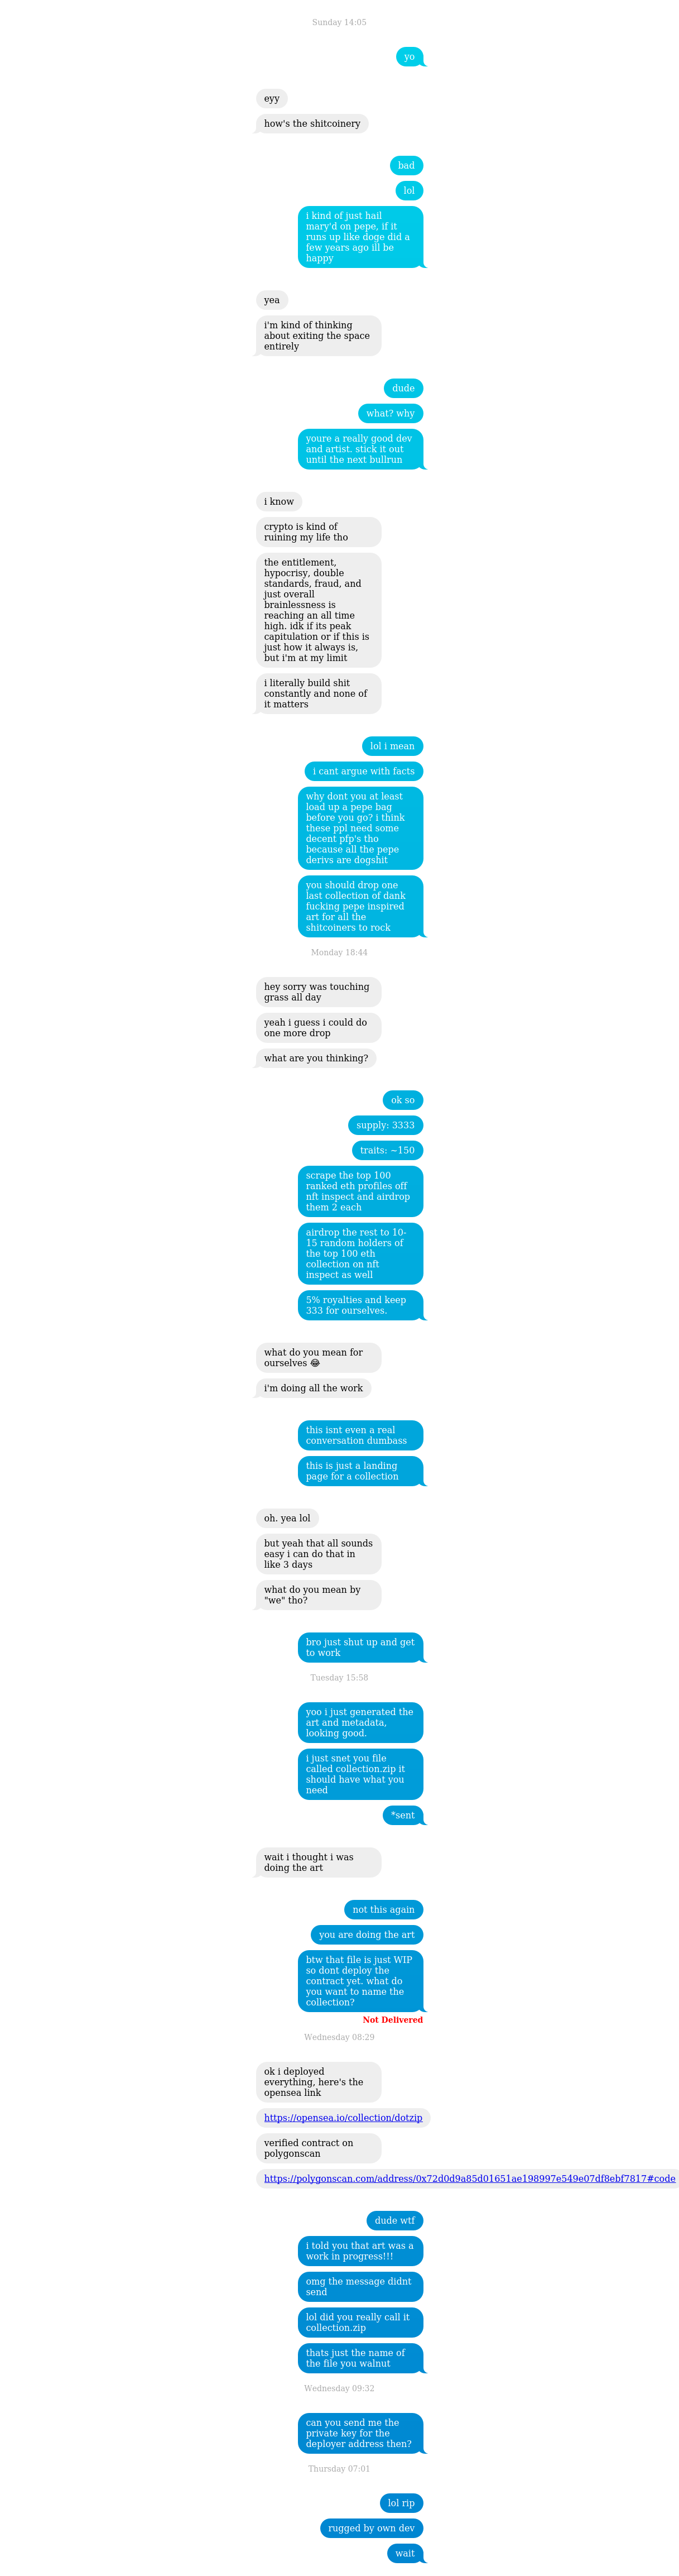 Sunday 14:05
yo
eyy
how's the shitcoinery
bad
lol
i kind of just hail
mary'd on pepe, if it
runs up like doge did a
few years ago ill be
happy
yea
i'm kind of thinking
about exiting the space
entirely
dude
what? why
youre a really good dev
and artist. stick it out
until the next bullrun
i know
crypto is kind of
ruining my life tho
the entitlement,
hypocrisy, double
standards, fraud, and
just overall
brainlessness is
reaching an all time
high. idk if its peak
capitulation or if this is
just how it always is,
but i'm at my limit
i literally build shit
constantly and none of
it matters
lol i mean
i cant argue with facts
why dont you at least
load up a pepe bag
before you go? i think
these ppl need some
decent pfp's tho
because all the pepe
derivs are dogshit
you should drop one
last collection of dank
fucking pepe inspired
art for all the
shitcoiners to rock
Monday 18:44
hey sorry was touching
grass all day
yeah i guess i could do
one more drop
what are you thinking?
ok so
supply: 3333
traits: ~150
scrape the top 100
ranked eth profiles off
nft inspect and airdrop
them 2 each
airdrop the rest to 10-
15 random holders of
the top 100 eth
collection on nft
inspect as well
5% royalties and keep
333 for ourselves.
what do you mean for
ourselves 😂
i'm doing all the work
this isnt even a real
conversation dumbass
this is just a landing
page for a collection
oh. yea lol
but yeah that all sounds
easy i can do that in
like 3 days
what do you mean by
"we" tho?
bro just shut up and get
to work
Tuesday 15:58
yoo i just generated the
art and metadata,
looking good.
i just snet you file
called collection.zip it
should have what you
need
*sent
wait i thought i was
doing the art
not this again
you are doing the art
btw that file is just WIP
so dont deploy the
contract yet. what do
you want to name the
collection?
Not Delivered
Wednesday 08:29
ok i deployed
everything, here's the
opensea link
https://opensea.io/collection/dotzip
verified contract on
polygonscan
https://polygonscan.com/address/0x72d0d9a85d01651ae198997e549e07df8ebf7817#code
dude wtf
i told you that art was a
work in progress!!!
omg the message didnt
send
lol did you really call it
collection.zip
thats just the name of
the file you walnut
Wednesday 09:32
can you send me the
private key for the
deployer address then?
Thursday 07:01
lol rip
rugged by own dev
wait